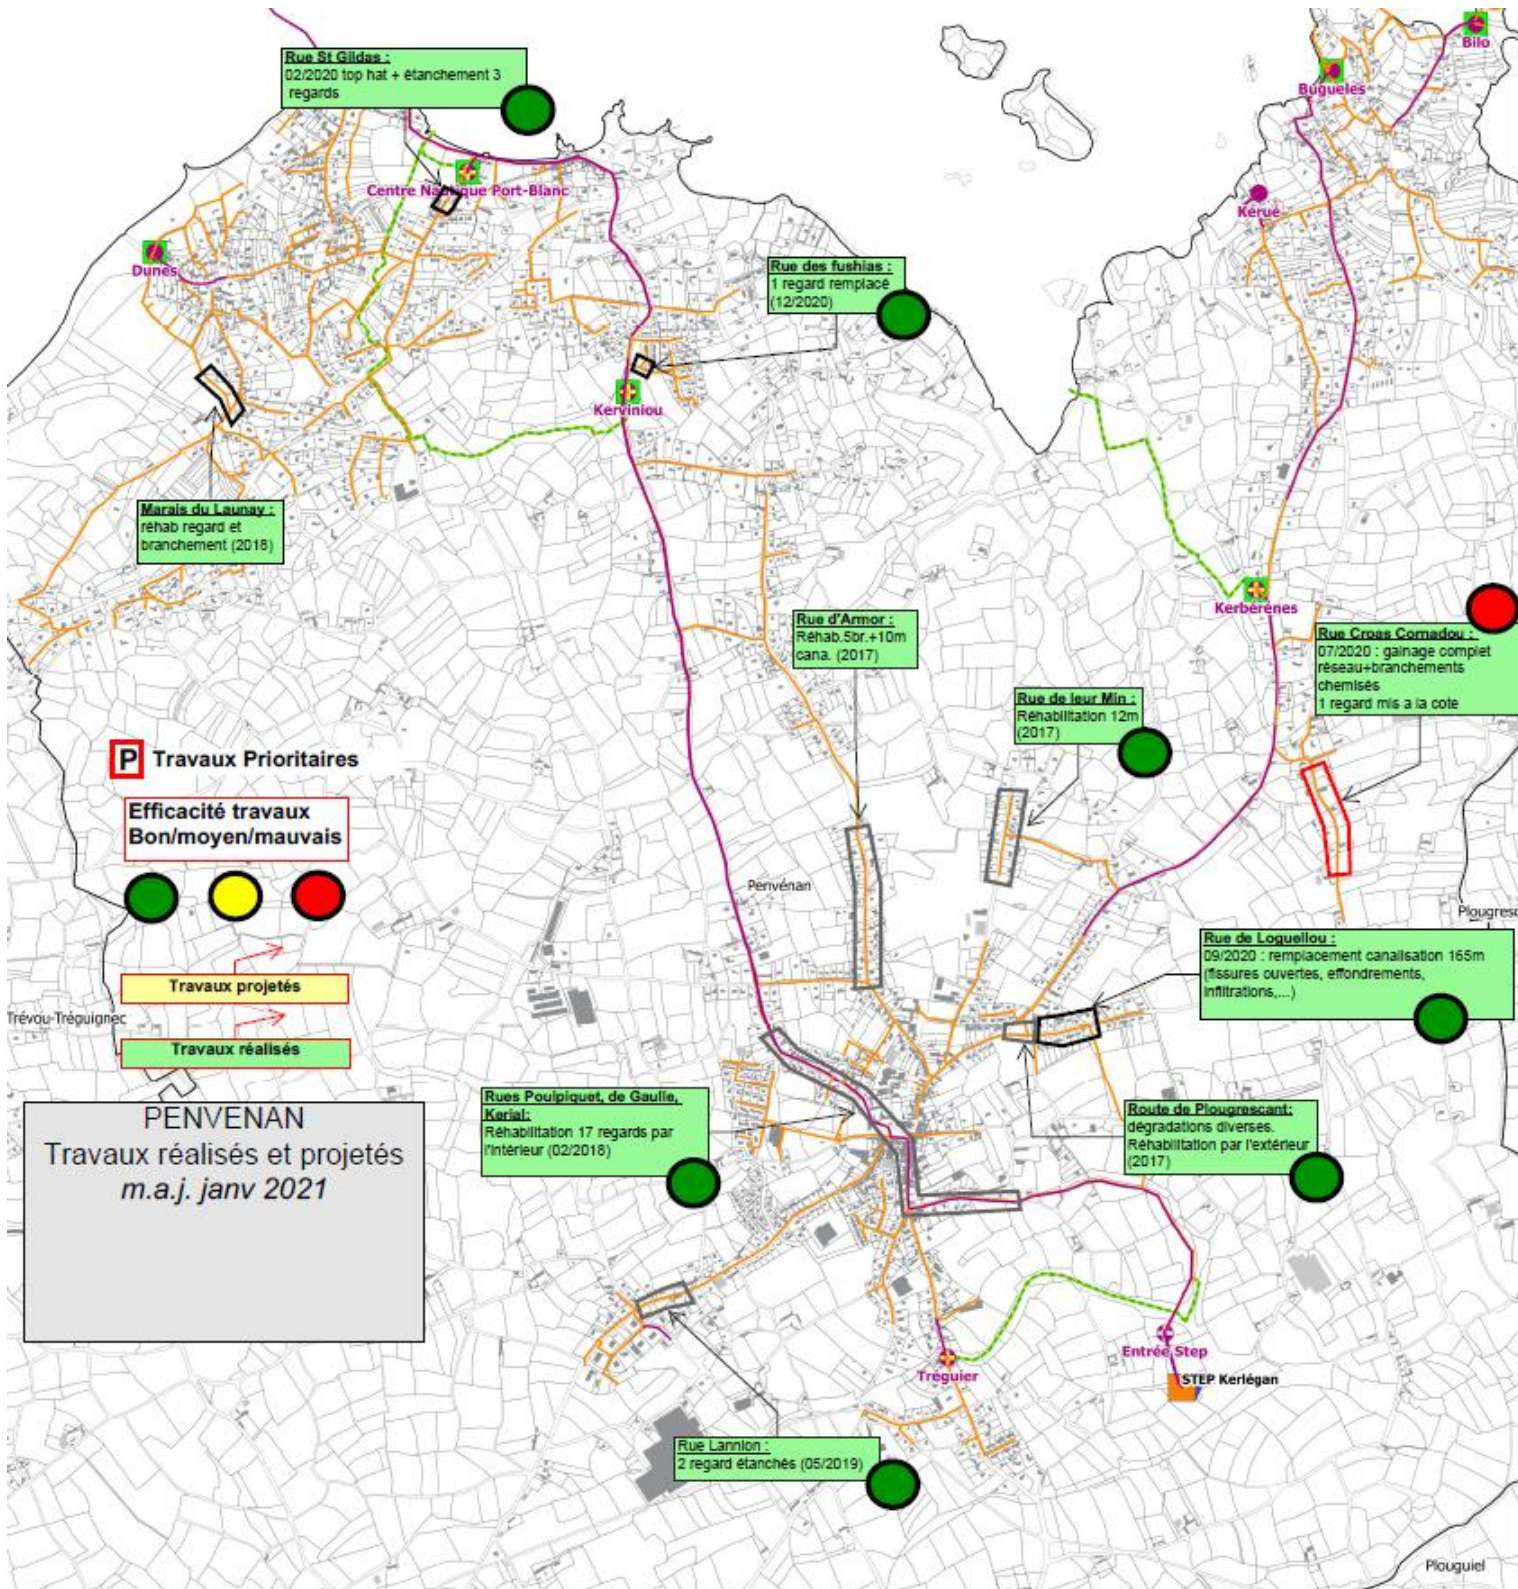 Rue St Gildas :
02/2020 top hat + étanchement 3
regards
Bilo
Bugueles
Centre Nautique Port-Blanc
Kerué
Dunes
Rue des fushias :
1 regard remplacé
(12/2020)
Kerviniou
Marais du Launay :
réhab regard et
branchement (2018)
Kerbérénes
Rue d'Armor :
Réhab.5br.+10m
cana. (2017)
Rue Croas Cornadou :
07/2020 : gainage complet
réseau+branchements
chemisés
1 regard mis a la cote
Rue de leur Min :
Réhabilitation 12m
(2017)
P Travaux Prioritaires
Efficacité travaux
Bon/moyen/mauvais
Penvénan
Plougresc
Rue de Loguellou :
09/2020 : remplacement canalisation 165m
(fissures ouvertes, effondrements,
infiltrations,...)
Travaux projetés
Trévou-Tréguignec
Travaux réalisés
Rues Poulpiquet, de Gaulle,
Kerial:
Réhabilitation 17 regards par
l'intérieur (02/2018)
Route de Plougrescant:
dégradations diverses.
Réhabilitation par l'extérieur
(2017)
PENVENAN
Travaux réalisés et projetés
m.a.j. janv 2021
Entrée Step
Tréguier
STEP Kerlégan
Rue Lannion :
2 regard étanchés (05/2019)
Plouguiel